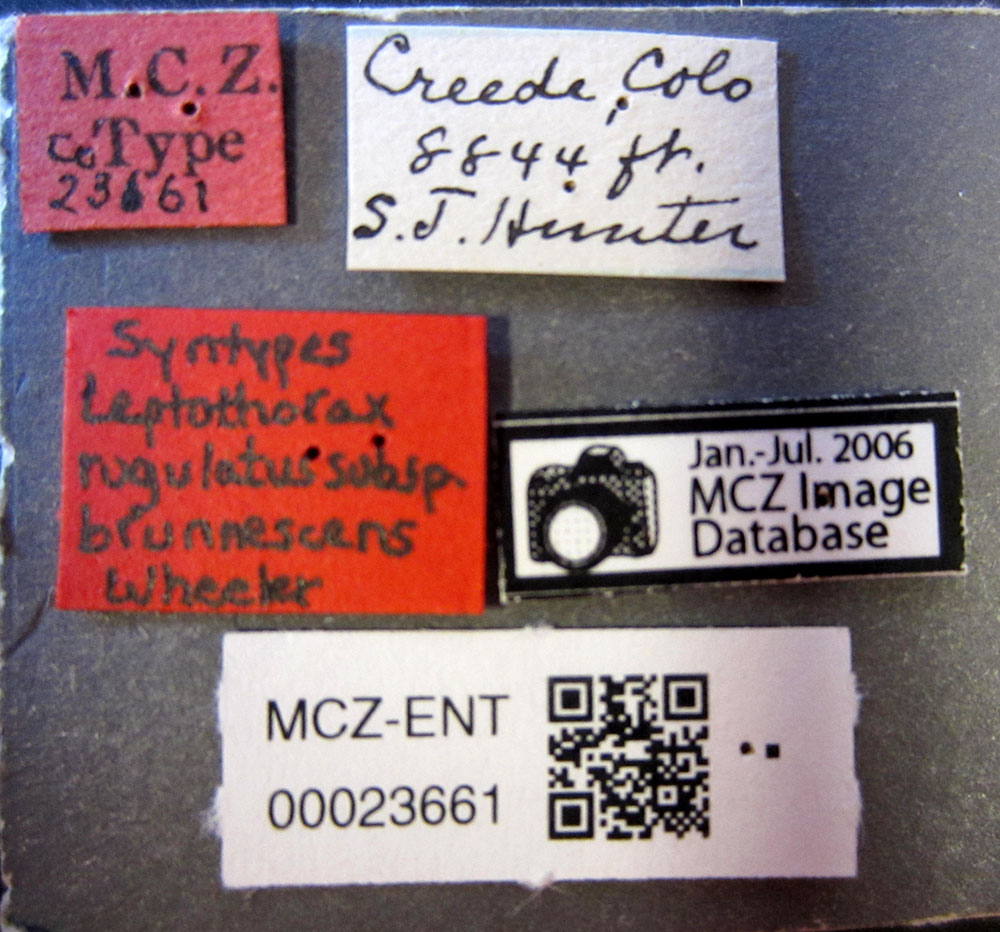 M.C.Z.
CoType
23661
Creede, Colo
8844 ft.
S.J. Hunter
Syntypes
Leptothorax
rugulatus subsp.
brunnescens
Wheeler
Jan.-Jul. 2006
MCZ Image
Database
MCZ-ENT
00023661